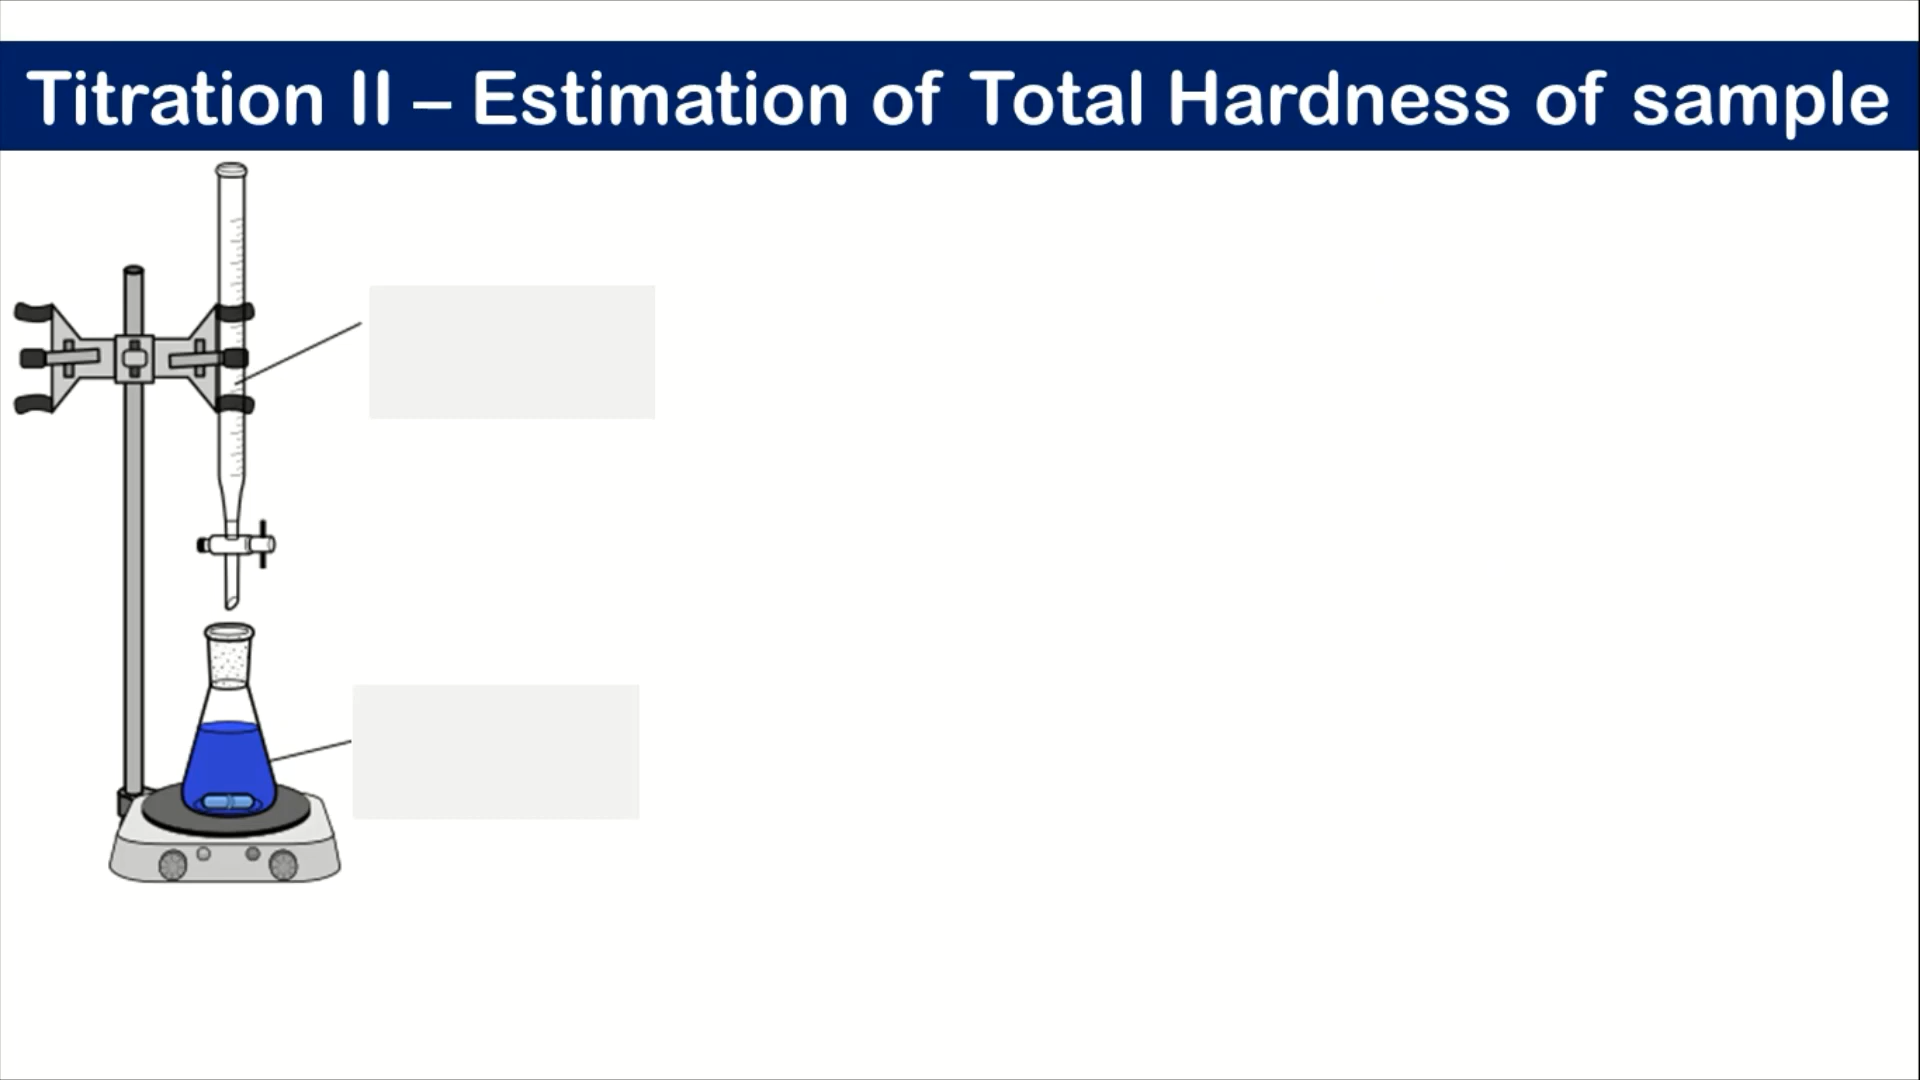 Titration II – Estimation of Total Hardness of sample